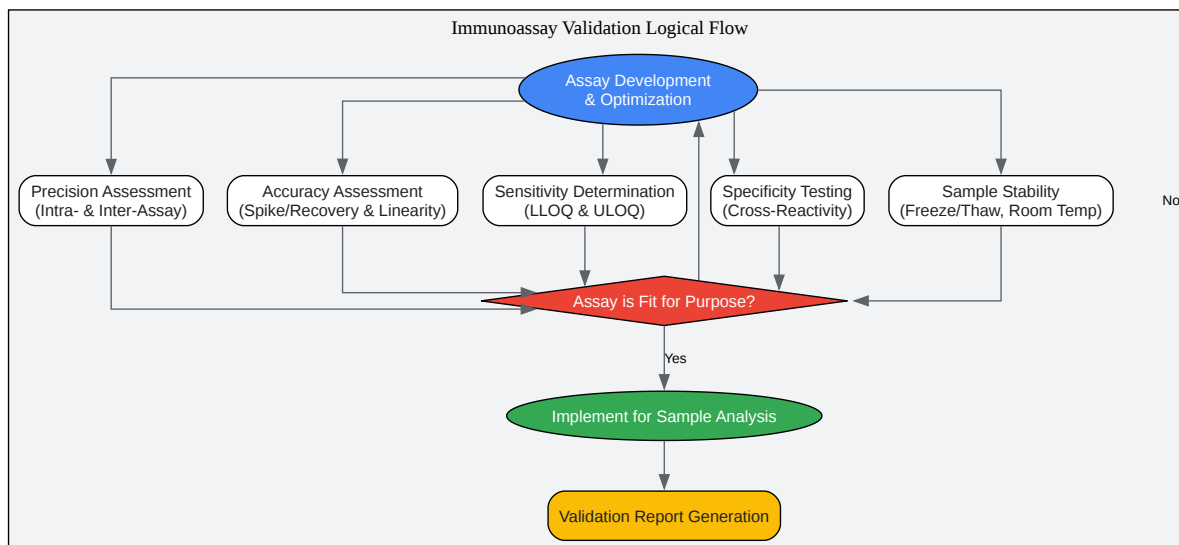 Immunoassay Validation Logical Flow
Assay Development
& Optimization
Precision Assessment
(Intra- & Inter-Assay)
Accuracy Assessment
(Spike/Recovery & Linearity)
Sensitivity Determination
(LLOQ & ULOQ)
Specificity Testing
(Cross-Reactivity)
Sample Stability
(Freeze/Thaw, Room Temp)
No
Assay is Fit for Purpose?
Yes
Implement for Sample Analysis
Validation Report Generation